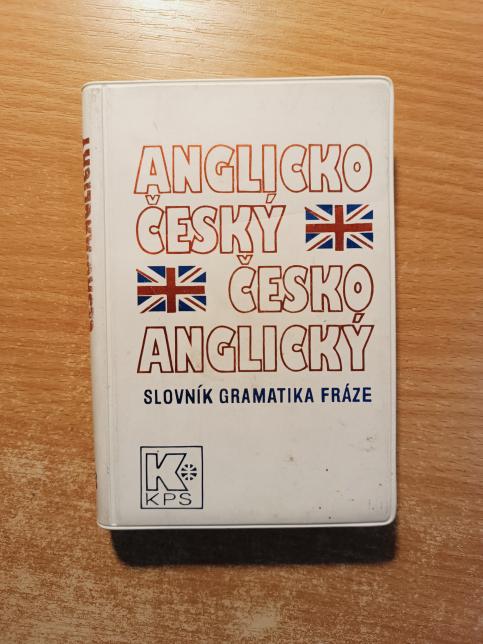 ANGLICKO
ČESKÝ
ČESKO
ANGLICKÝ
SLOVNÍK GRAMATIKA FRÁZE
K
KPS